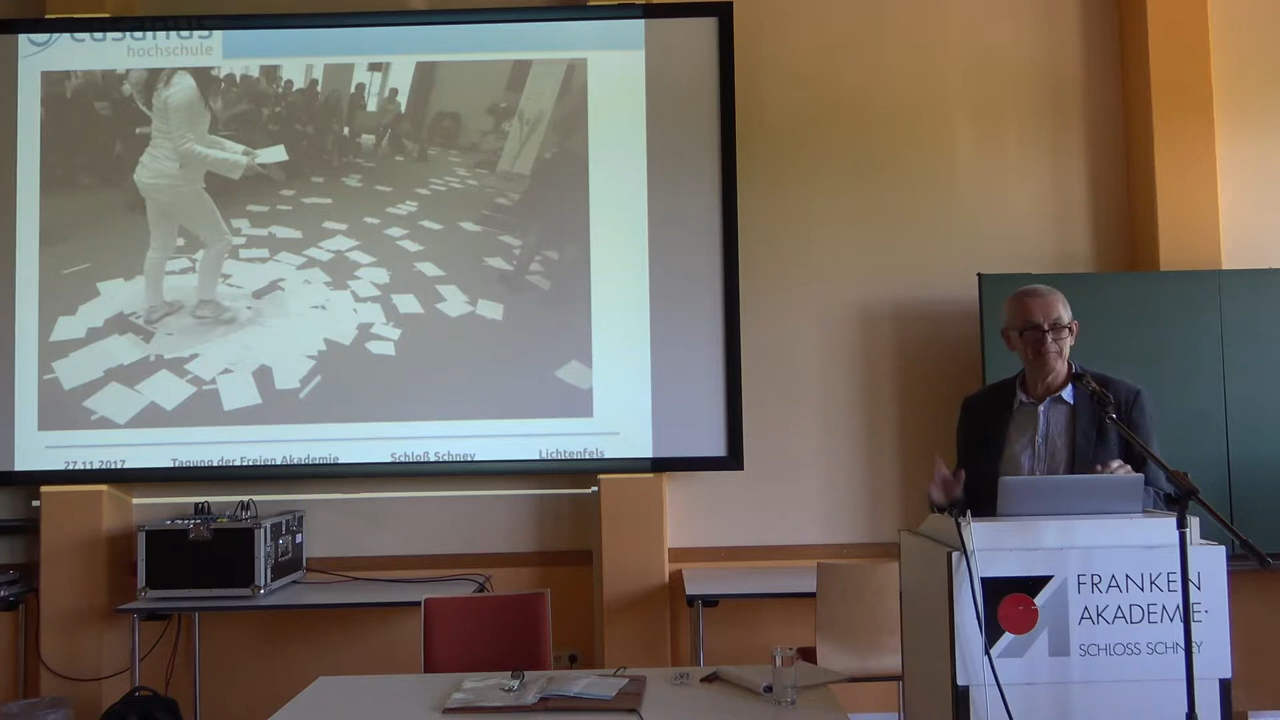 cusanus
hochschule
27.11.2017 Tagung der Freien Akademie Schloß Schney Lichtenfels
FRANKEN
AKADEMIE
SCHLOSS SCHNEY